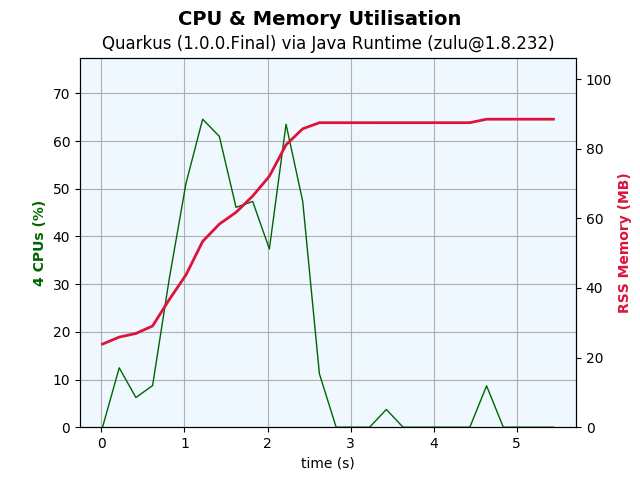 CPU & Memory Utilisation
Quarkus (1.0.0.Final) via Java Runtime (zulu@1.8.232)
4 CPUs (%)
70
60
50
40
30
20
10
0
100
80
60
40
20
0
RSS Memory (MB)
0 1 2 3 4 5
time (s)